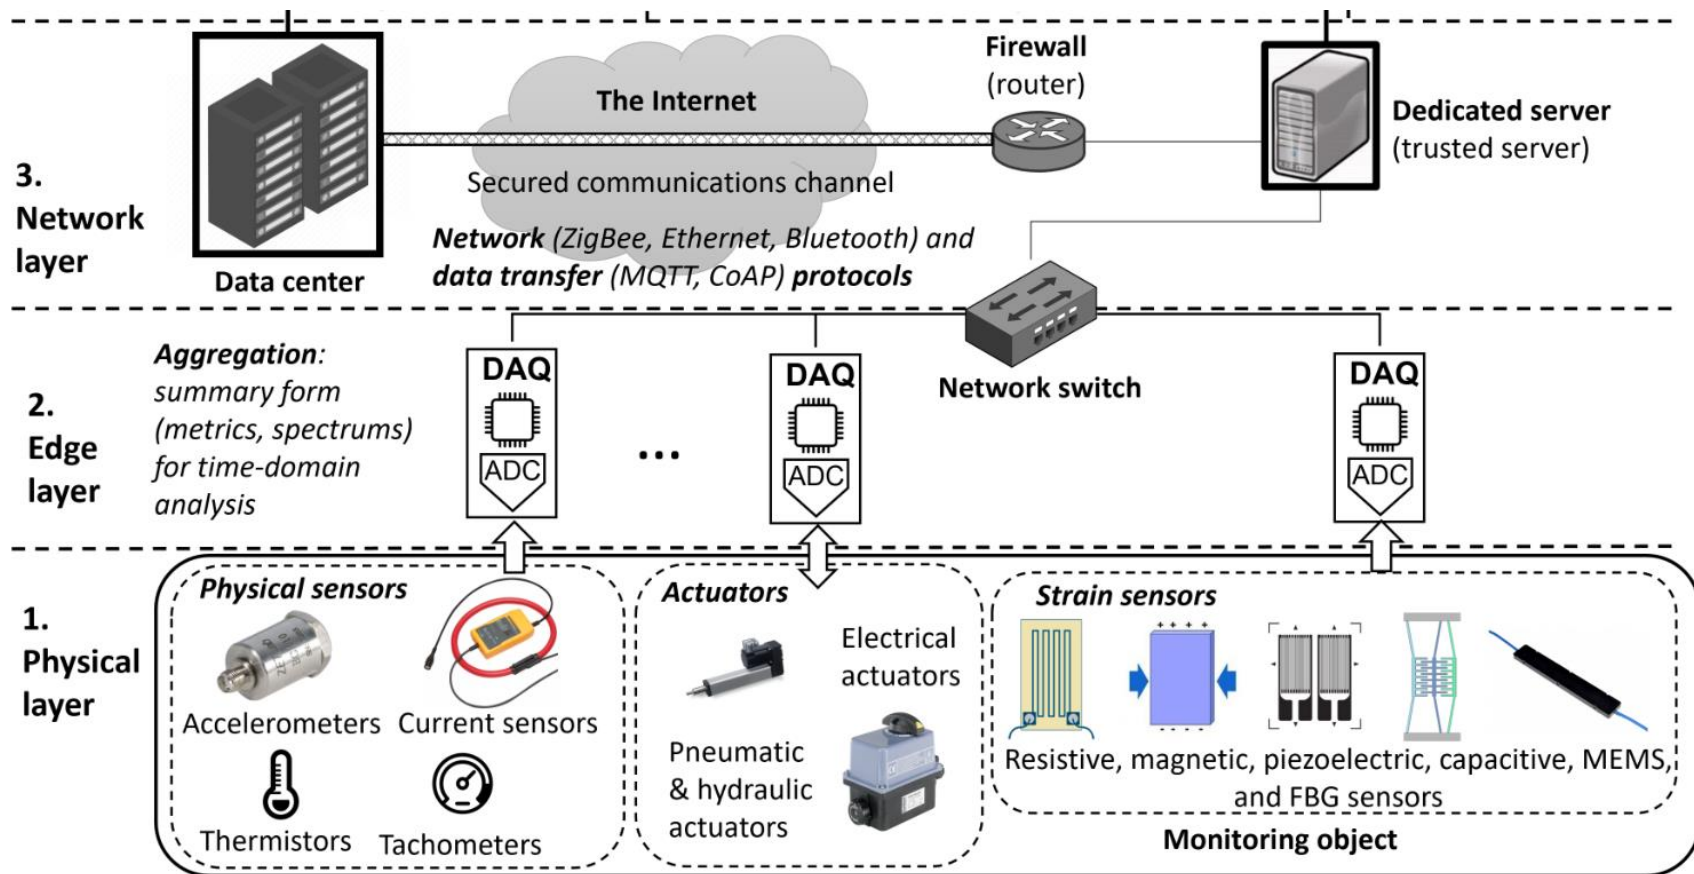 Firewall
(router)
The Internet
Dedicated server
(trusted server)
Secured communications channel
3.
Network
layer
Network (ZigBee, Ethernet, Bluetooth) and
data transfer (MQTT, CoAP) protocols
Data center
Aggregation:
summary form
(metrics, spectrums)
for time-domain
analysis
2.
Edge
layer
DAQ
ADC
...
DAQ
ADC
Network switch
DAQ
ADC
1.
Physical
layer
Physical sensors
Accelerometers
Current sensors
Thermistors
Tachometers
Actuators
Electrical
actuators
Pneumatic
& hydraulic
actuators
Strain sensors
+ + + +
- - - -
Resistive, magnetic, piezoelectric, capacitive, MEMS,
and FBG sensors
Monitoring object